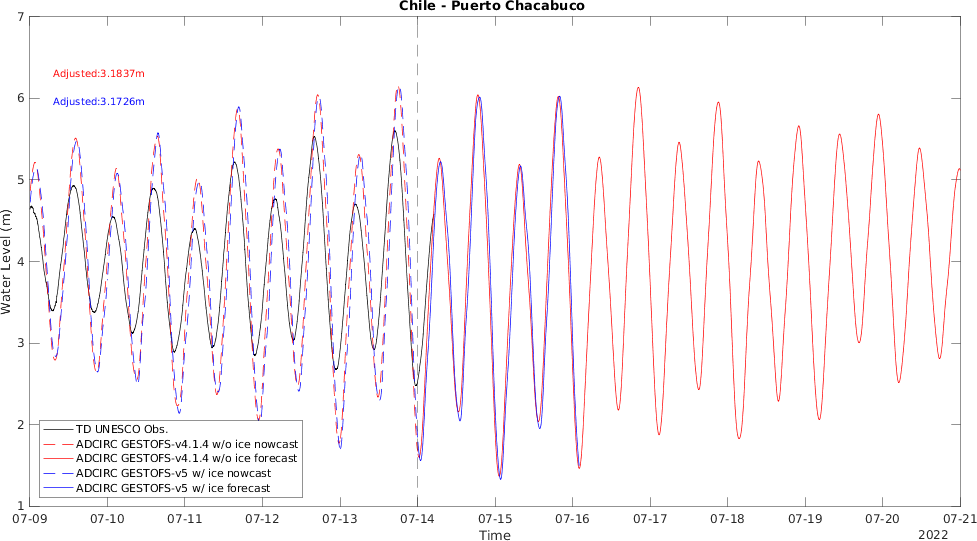 Chile - Puerto Chacabuco
7
6
5
4
3
2
1
Water Level (m)
Adjusted:3.1837m
Adjusted:3.1726m
TD UNESCO Obs.
ADCIRC GESTOFS-v4.1.4 w/o ice nowcast
ADCIRC GESTOFS-v4.1.4 w/o ice forecast
ADCIRC GESTOFS-v5 w/ ice nowcast
ADCIRC GESTOFS-v5 w/ ice forecast
07-09 07-10 07-11 07-12 07-13 07-14 07-15 07-16 07-17 07-18 07-19 07-20 07-21
Time
2022